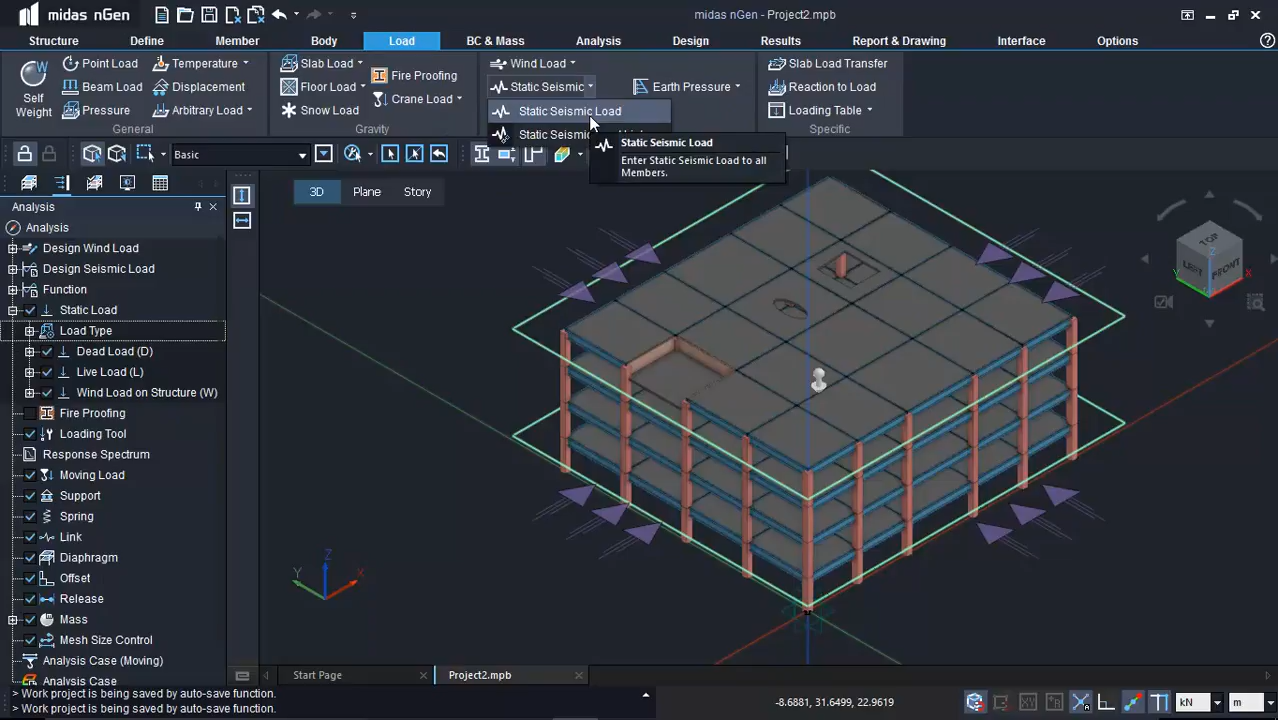 midas nGen
midas nGen - Project2.mpb
Structure
Define
Member
Body
Load
BC & Mass
Analysis
Design
Results
Report & Drawing
Interface
Options
Self
Weight
Point Load
Beam Load
Pressure
Temperature
Displacement
Arbitrary Load
General
Slab Load
Floor Load
Snow Load
Fire Proofing
Crane Load
Gravity
Wind Load
Static Seismic
Earth Pressure
Static Seismic Load
Static Seismic
Static Seismic Load
Enter Static Seismic Load to all
Members.
Slab Load Transfer
Reaction to Load
Loading Table
Specific
Basic
Analysis
Analysis
Design Wind Load
Design Seismic Load
Function
Static Load
Load Type
Dead Load (D)
Live Load (L)
Wind Load on Structure (W)
Fire Proofing
Loading Tool
Response Spectrum
Moving Load
Support
Spring
Link
Diaphragm
Offset
Release
Mass
Mesh Size Control
Analysis Case (Moving)
Analysis Case
3D
Plane
Story
TOP
LEFT
FRONT
Z
Y
X
Z
Y
X
Start Page
Project2.mpb
> Work project is being saved by auto-save function.
> Work project is being saved by auto-save function.
-8.6881, 31.6499, 22.9619
kN
m